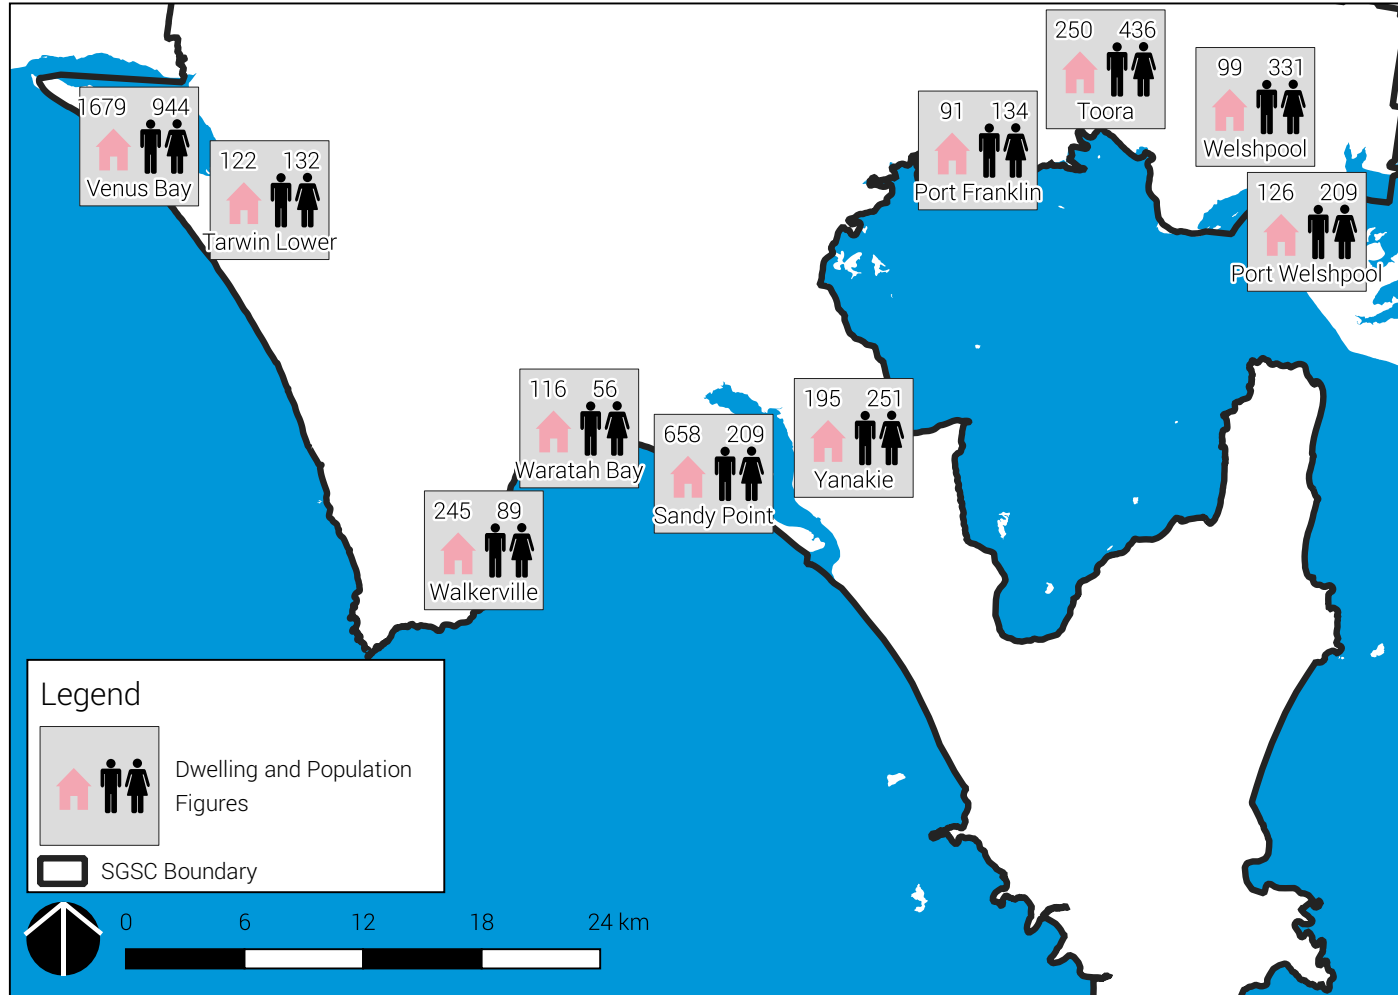 250 436
Toora
99 331
Welshpool
1679 944
Venus Bay
91 134
Port Franklin
122 132
Tarwin Lower
126 209
Port Welshpool
116 56
Waratah Bay
195 251
Yanakie
658 209
Sandy Point
245 89
Walkerville
Legend
Dwelling and Population
Figures
SGSC Boundary
0 6 12 18 24 km